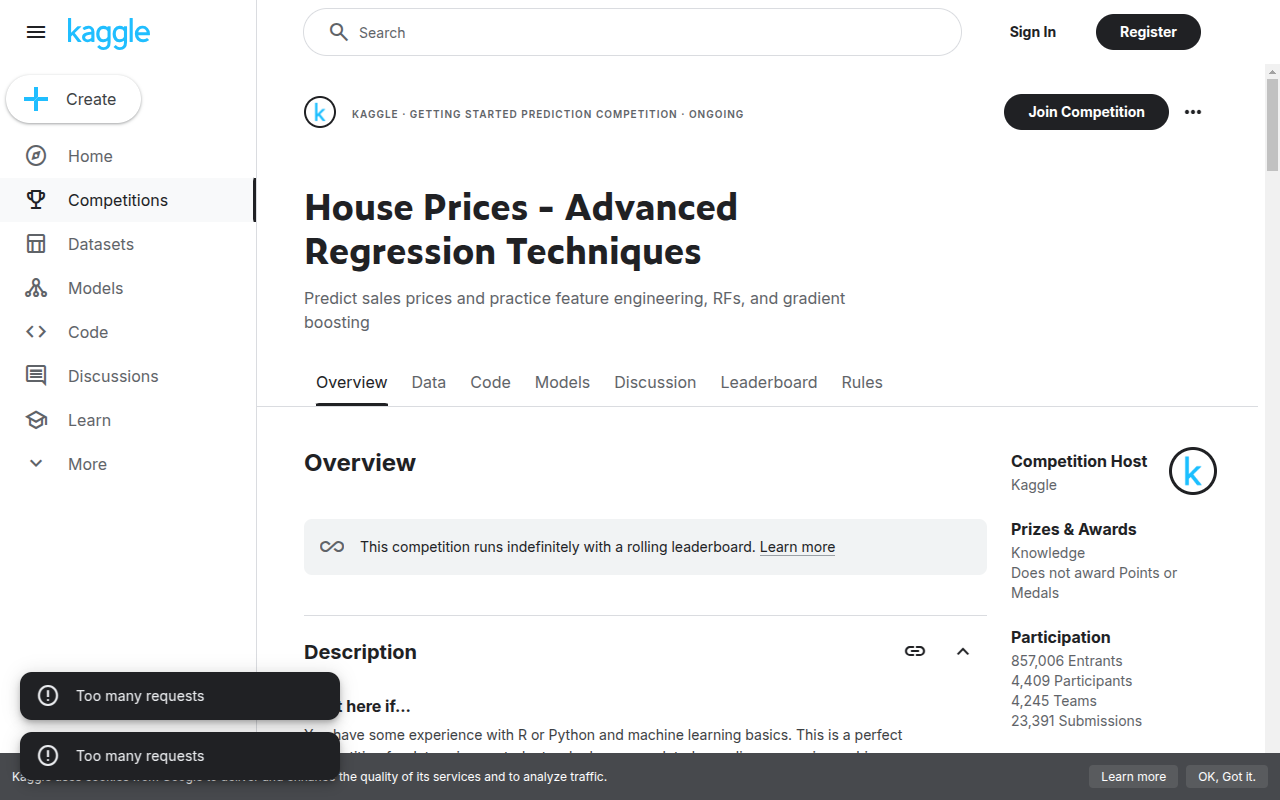 kaggle
Search
Sign In
Register
Create
Home
Competitions
Datasets
Models
Code
Discussions
Learn
More
k
KAGGLE · GETTING STARTED PREDICTION COMPETITION · ONGOING
Join Competition
House Prices - Advanced
Regression Techniques
Predict sales prices and practice feature engineering, RFs, and gradient
boosting
Overview
Data
Code
Models
Discussion
Leaderboard
Rules
Overview
This competition runs indefinitely with a rolling leaderboard. Learn more
Description
here if...
have some experience with R or Python and machine learning basics. This is a perfect
Competition Host
Kaggle
k
Prizes & Awards
Knowledge
Does not award Points or
Medals
Participation
857,006 Entrants
4,409 Participants
4,245 Teams
23,391 Submissions
Too many requests
Too many requests
the quality of its services and to analyze traffic.
Learn more
OK, Got it.